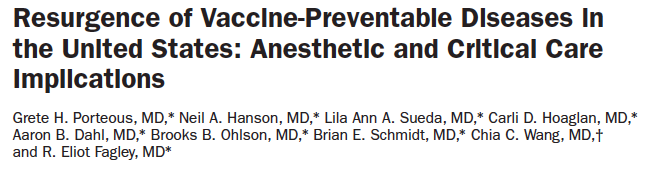 Resurgence of Vaccine-Preventable Diseases in
the United States: Anesthetic and Critical Care
Implications
Grete H. Porteous, MD,* Neil A. Hanson, MD,* Lila Ann A. Sueda, MD,* Carli D. Hoaglan, MD,*
Aaron B. Dahl, MD,* Brooks B. Ohlson, MD,* Brian E. Schmidt, MD,* Chia C. Wang, MD,†
and R. Eliot Fagley, MD*